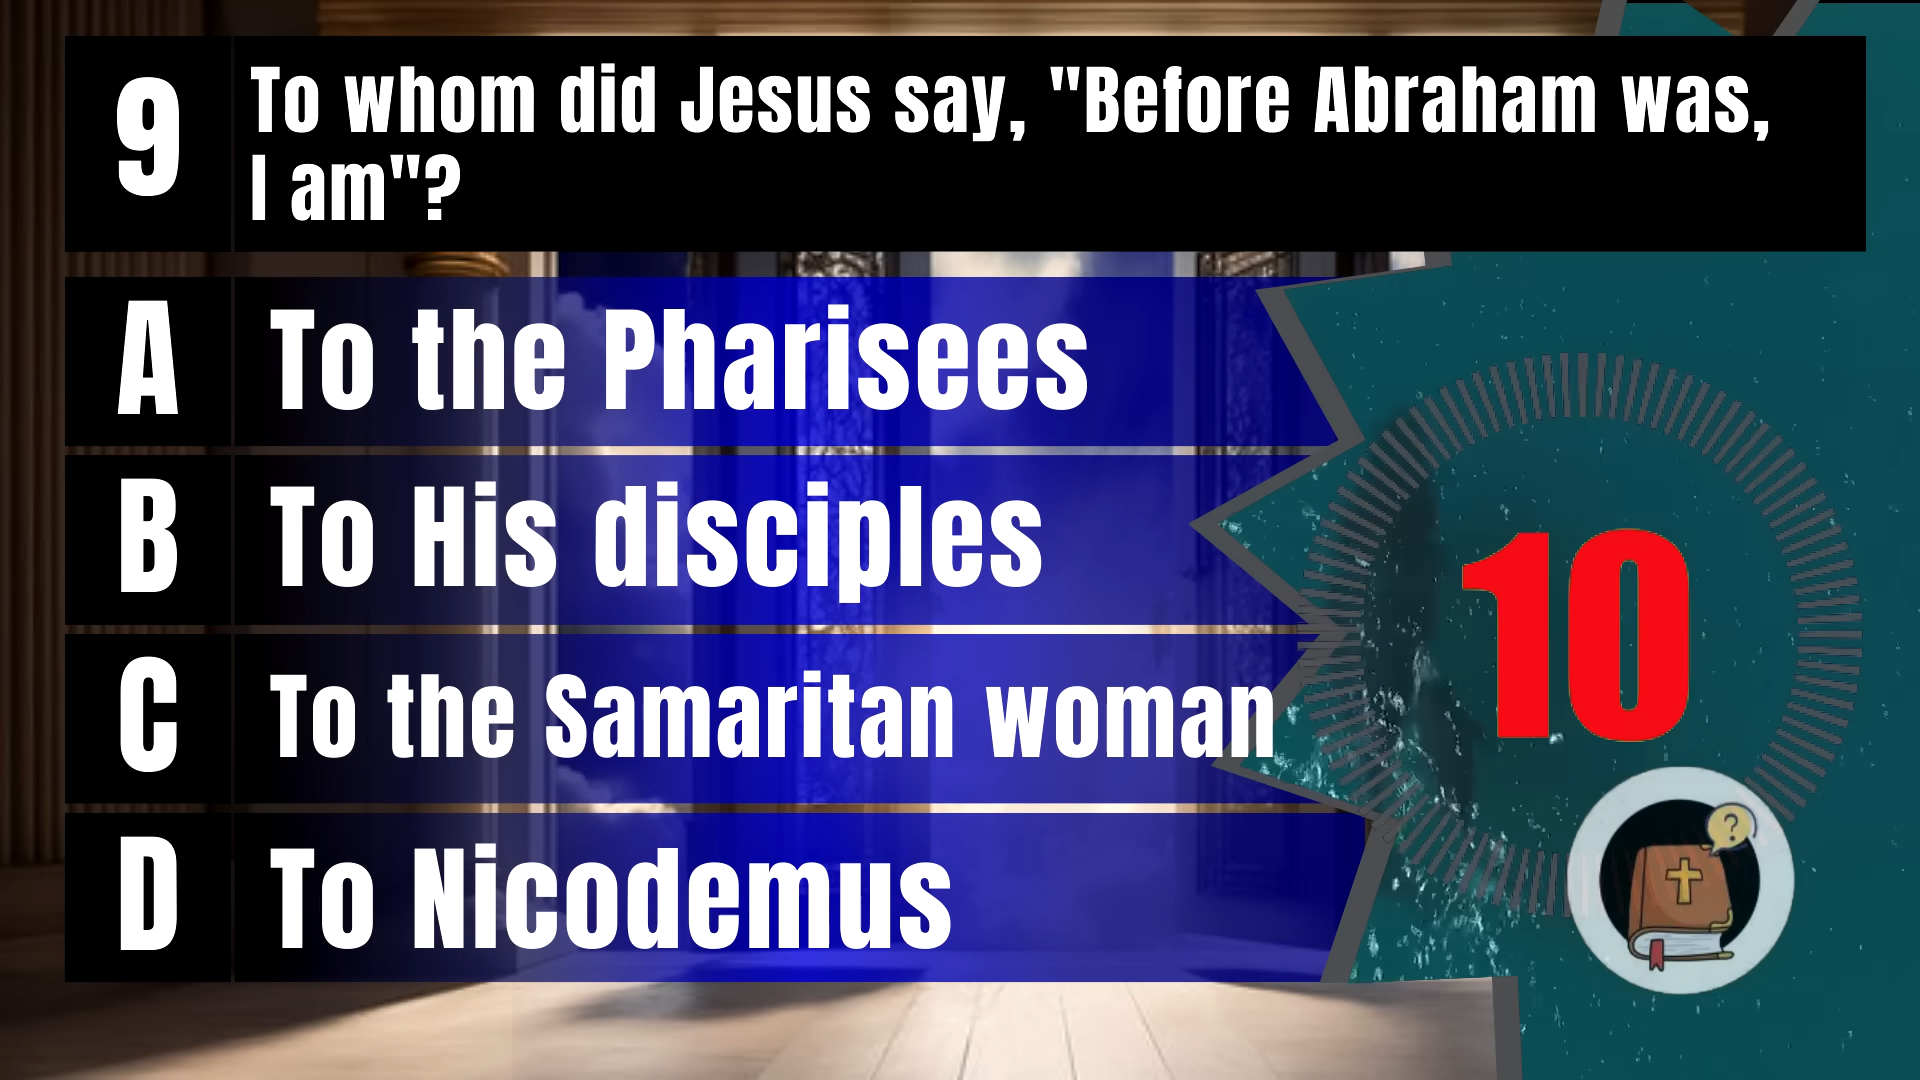 9
To whom did Jesus say, "Before Abraham was,
I am"?
A
To the Pharisees
B
To His disciples
C
To the Samaritan woman
D
To Nicodemus
10
?